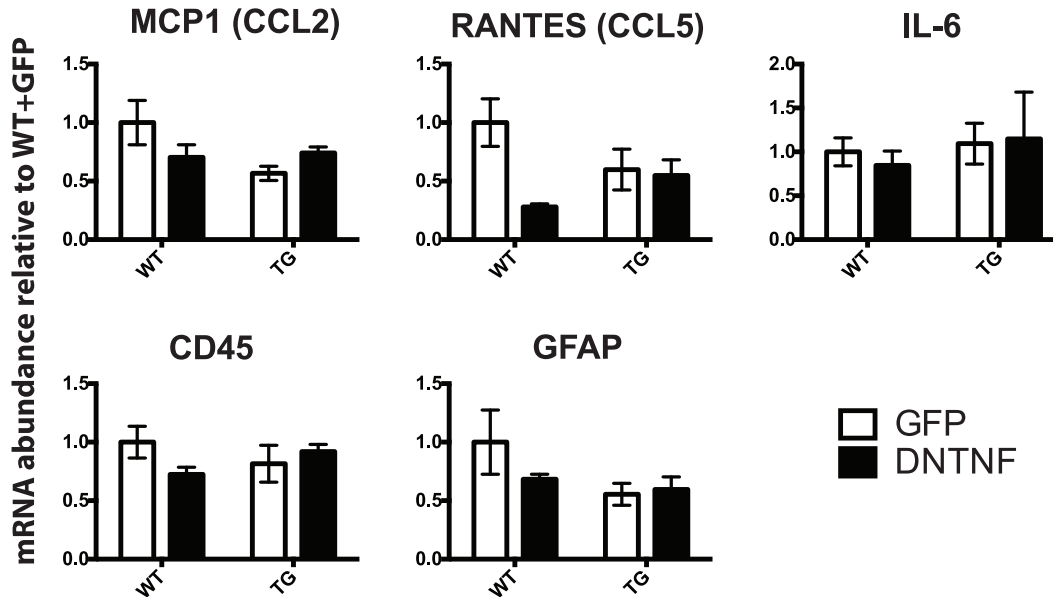 MCP1 (CCL2)
RANTES (CCL5)
IL-6
mRNA abundance relative to WT+GFP
1.5
1.0
0.5
0.0
WT
TG
1.5
1.0
0.5
0.0
WT
TG
2.0
1.5
1.0
0.5
0.0
WT
TG
CD45
GFAP
1.5
1.0
0.5
0.0
WT
TG
1.5
1.0
0.5
0.0
WT
TG
GFP
DNTNF